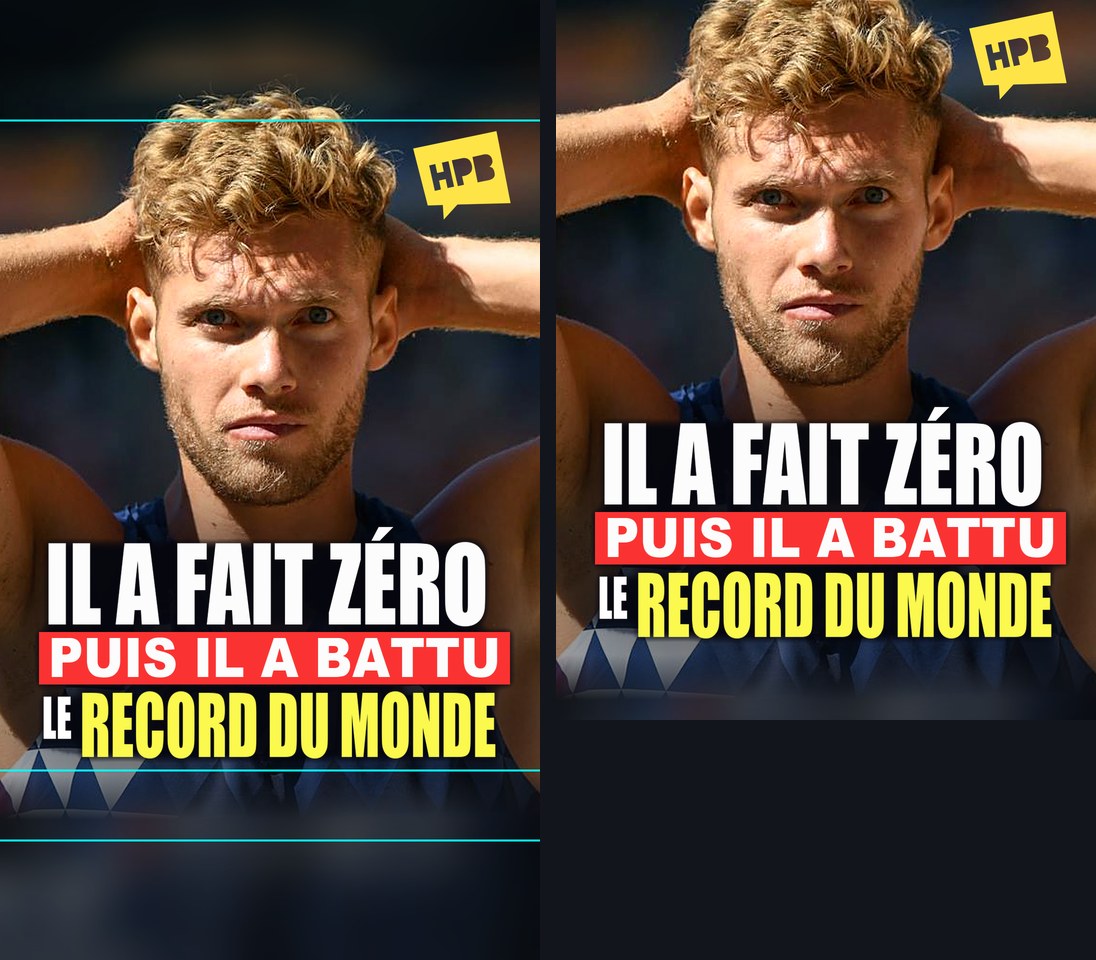 HPB
IL A FAIT ZÉRO
PUIS IL A BATTU
LE RECORD DU MONDE
HPB
IL A FAIT ZÉRO
PUIS IL A BATTU
LE RECORD DU MONDE